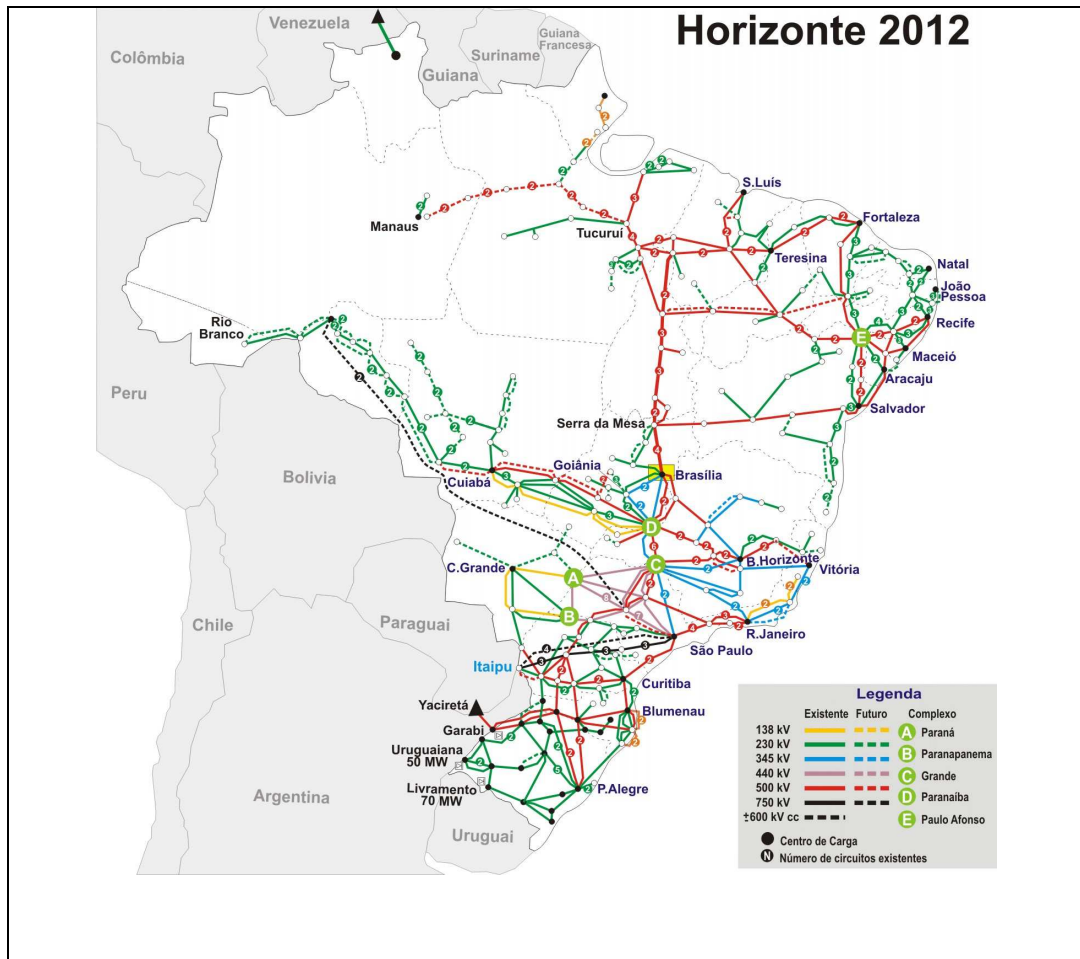 Horizonte 2012
Venezuela
Colômbia
Guiana
Suriname
Guiana
Francesa
Manaus
Tucuruí
S.Luís
Fortaleza
Teresina
Natal
João
Pessoa
Recife
Maceió
Aracaju
Salvador
E
Rio
Branco
Peru
Serra da Mesa
Bolivia
Goiânia
Cuiabá
Brasília
D
C
B.Horizonte
Vitória
C.Grande
A
B
Chile
Paraguai
R.Janeiro
São Paulo
Itaipu
Curitiba
Yaciretá
Blumenau
Garabi
Uruguaiana
50 MW
Livramento
70 MW
P.Alegre
Argentina
Uruguai
Legenda
Existente Futuro Complexo
138 kV
230 kV
345 kV
440 kV
500 kV
750 kV
±600 kV cc
A Paraná
B Paranapanema
C Grande
D Paranaíba
E Paulo Afonso
Centro de Carga
N Número de circuitos existentes